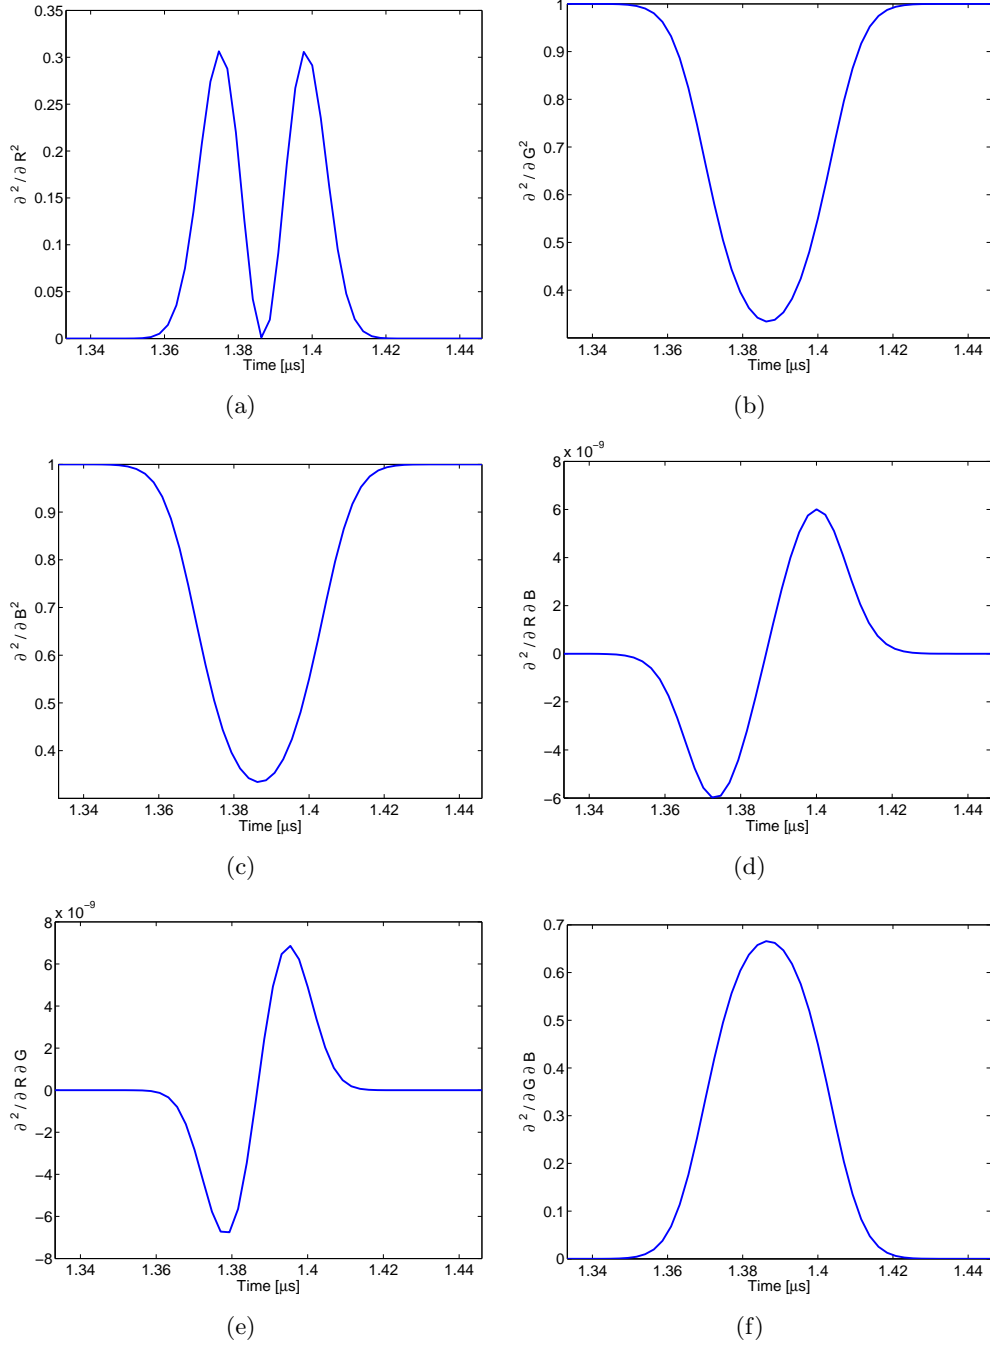 0.35
0.3
0.25
0.2
0.15
0.1
0.05
0
∂ ² / ∂ R²
1.34 1.36 1.38 1.4 1.42 1.44
Time [μs]
(a)
1
0.9
0.8
0.7
0.6
0.5
0.4
∂ ² / ∂ G²
1.34 1.36 1.38 1.4 1.42 1.44
Time [μs]
(b)
1
0.9
0.8
0.7
0.6
0.5
0.4
∂ ² / ∂ B²
1.34 1.36 1.38 1.4 1.42 1.44
Time [μs]
(c)
x 10⁻⁹
8
6
4
2
0
−2
−4
−6
∂ ² / ∂ R ∂ B
1.34 1.36 1.38 1.4 1.42 1.44
Time [μs]
(d)
x 10⁻⁹
8
6
4
2
0
−2
−4
−6
−8
∂ ² / ∂ R ∂ G
1.34 1.36 1.38 1.4 1.42 1.44
Time [μs]
(e)
0.7
0.6
0.5
0.4
0.3
0.2
0.1
0
∂ ² / ∂ G ∂ B
1.34 1.36 1.38 1.4 1.42 1.44
Time [μs]
(f)